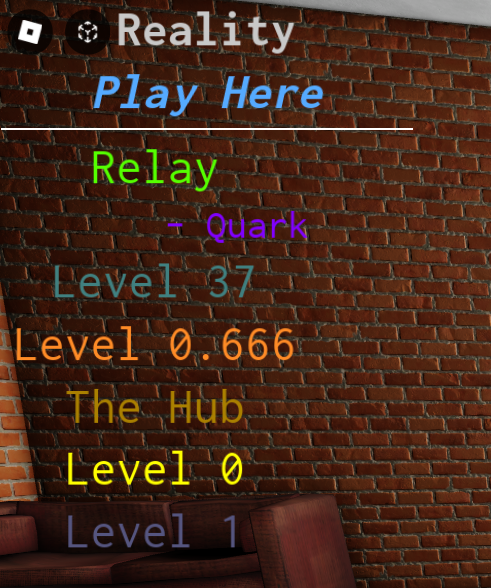 Reality
Play Here
Relay
- Quark
Level 37
Level 0.666
The Hub
Level 0
Level 1